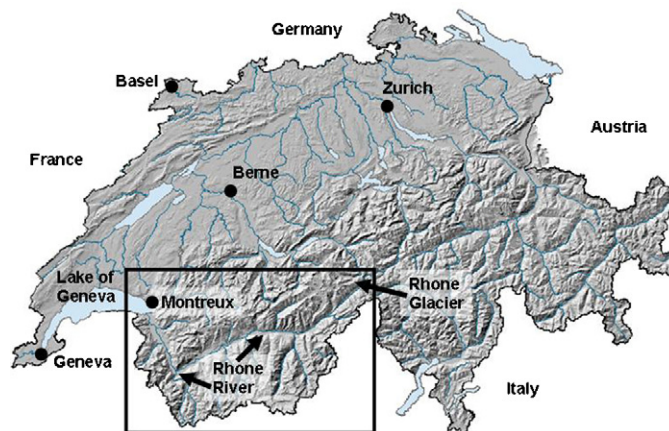 Germany
Basel
Zurich
Austria
France
Berne
Lake of
Geneva
Montreux
Rhone
Glacier
Geneva
Rhone
River
Italy